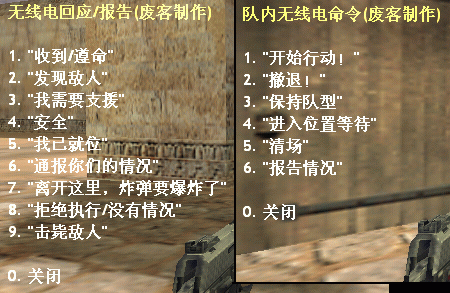 无线电回应/报告(废客制作)
1. "收到/遵命"
2. "发现敌人"
3. "我需要支援"
4. "安全"
5. "我已就位"
6. "通报你们的情况"
7. "离开这里，炸弹要爆炸了"
8. "拒绝执行/没有情况"
9. "击毙敌人"
0. 关闭
队内无线电命令(废客制作)
1. "开始行动！"
2. "撤退！"
3. "保持队型"
4. "进入位置等待"
5. "清场"
6. "报告情况"
0. 关闭